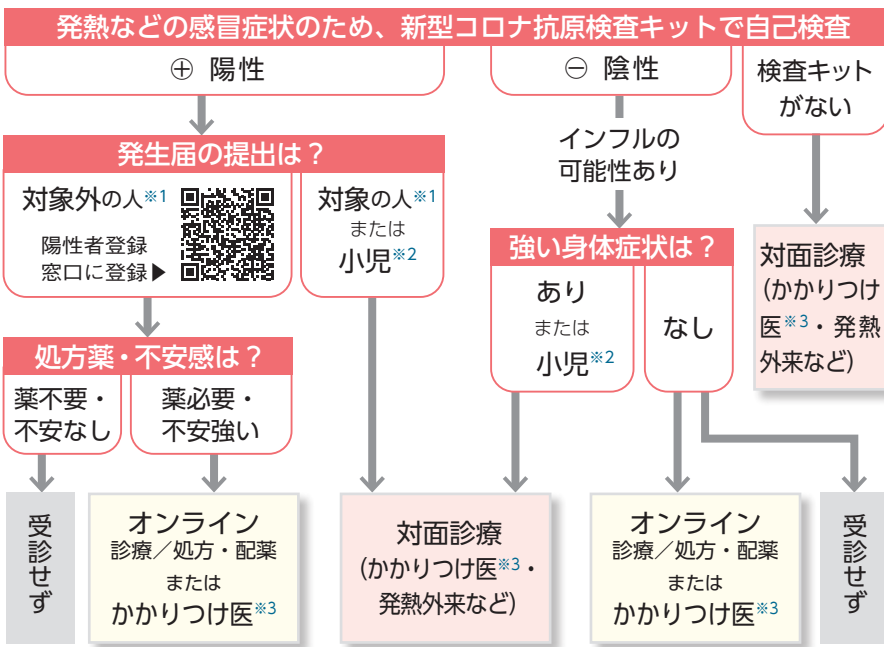 発熱などの感冒症状のため、新型コロナ抗原検査キットで自己検査
⊕ 陽性
⊖ 陰性
検査キット
がない
インフルの
可能性あり
発生届の提出は？
対象外の人※1
陽性者登録
窓口に登録▶
対象の人※1
または
小児※2
強い身体症状は？
あり
または
小児※2
なし
対面診療
(かかりつけ
医※3・発熱
外来など)
処方薬・不安感は？
薬不要・
不安なし
薬必要・
不安強い
受診せず
オンライン
診療／処方・配薬
または
かかりつけ医※3
対面診療
(かかりつけ医※3・
発熱外来など)
オンライン
診療／処方・配薬
または
かかりつけ医※3
受診せず